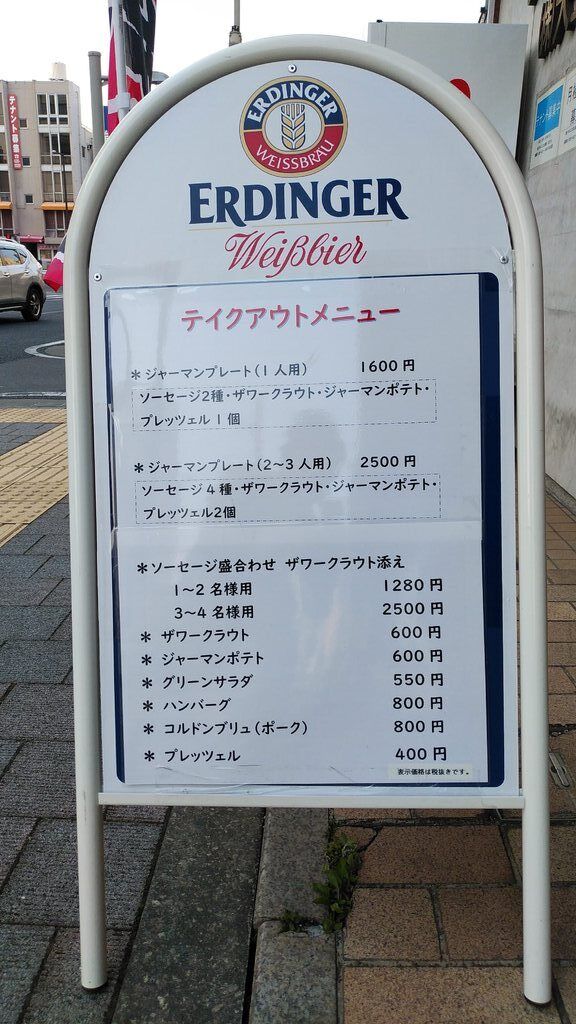 ERDINGER
WEISSBRÄU
ERDINGER
Weißbier
テイクアウトメニュー
*ジャーマンプレート(1人用) 1600円
ソーセージ2種・ザワークラウト・ジャーマンポテト・
プレッツェル1個
*ジャーマンプレート(2～3人用) 2500円
ソーセージ4種・ザワークラウト・ジャーマンポテト・
プレッツェル2個
*ソーセージ盛合わせ ザワークラウト添え
1～2名様用 1280円
3～4名様用 2500円
* ザワークラウト 600円
* ジャーマンポテト 600円
* グリーンサラダ 550円
* ハンバーグ 800円
* コルドンブリュ(ポーク) 800円
* プレッツェル 400円
表示価格は税抜きです。
テナント募集